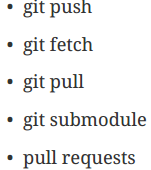 • git push
• git fetch
• git pull
• git submodule
• pull requests